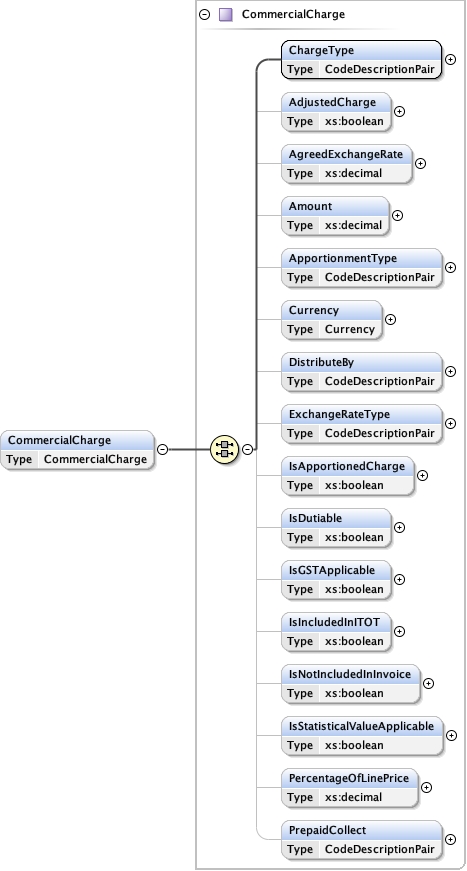 CommercialCharge
ChargeType
Type CodeDescriptionPair
AdjustedCharge
Type xs:boolean
AgreedExchangeRate
Type xs:decimal
Amount
Type xs:decimal
ApportionmentType
Type CodeDescriptionPair
Currency
Type Currency
DistributeBy
Type CodeDescriptionPair
ExchangeRateType
Type CodeDescriptionPair
CommercialCharge
Type CommercialCharge
IsApportionedCharge
Type xs:boolean
IsDutiable
Type xs:boolean
IsGSTApplicable
Type xs:boolean
IsIncludedInITOT
Type xs:boolean
IsNotIncludedInInvoice
Type xs:boolean
IsStatisticalValueApplicable
Type xs:boolean
PercentageOfLinePrice
Type xs:decimal
PrepaidCollect
Type CodeDescriptionPair